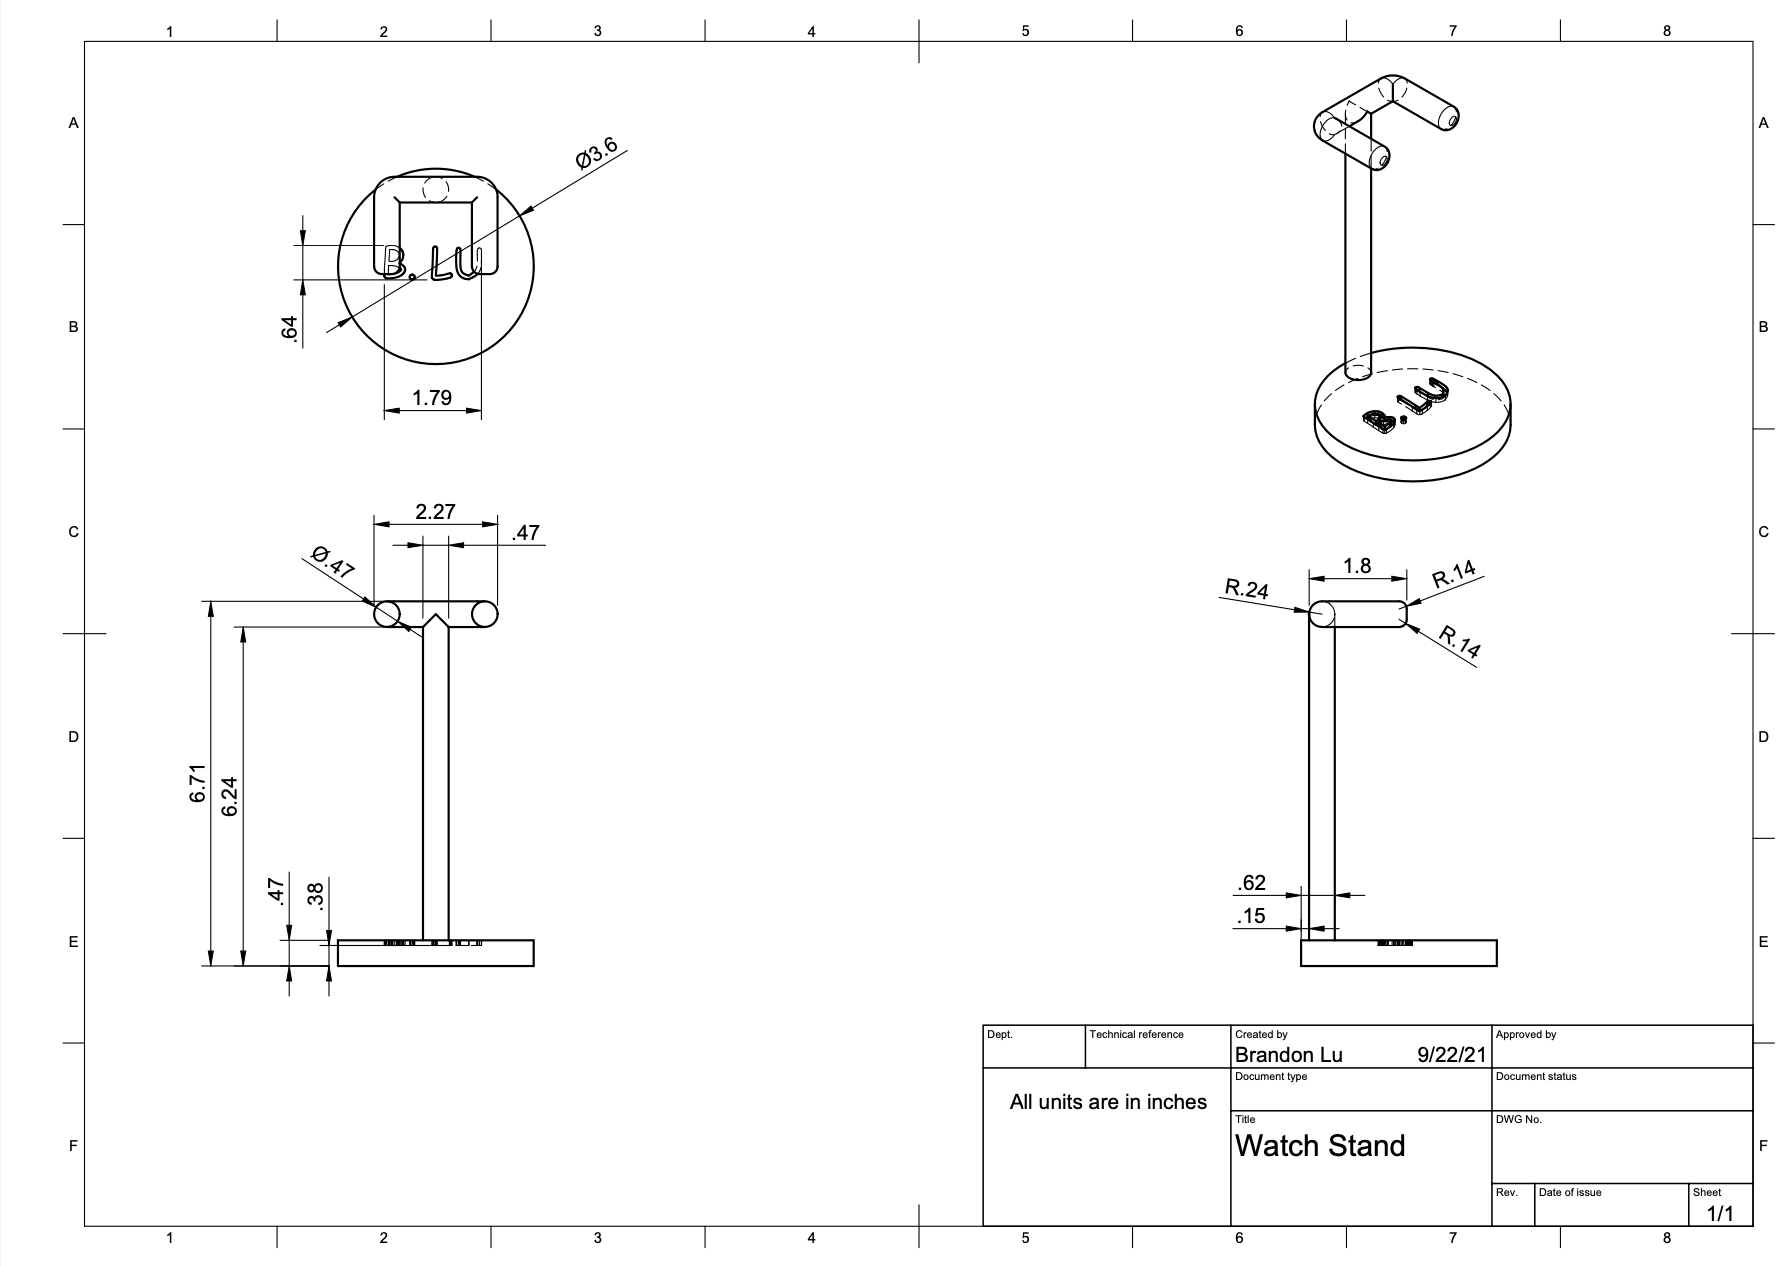 1 2 3 4 5 6 7 8
A A
Ø3.6
B.LU
B B
.64
1.79
B.LU
2.27
.47
C C
Ø.47
1.8
R.24 R.14
R.14
D D
6.71 6.24
.47 .38
.62
.15
E E
Dept. Technical reference Created by Approved by
Brandon Lu 9/22/21
Document type Document status
All units are in inches
Title DWG No.
Watch Stand
F F
Rev. Date of issue Sheet
1/1
1 2 3 4 5 6 7 8